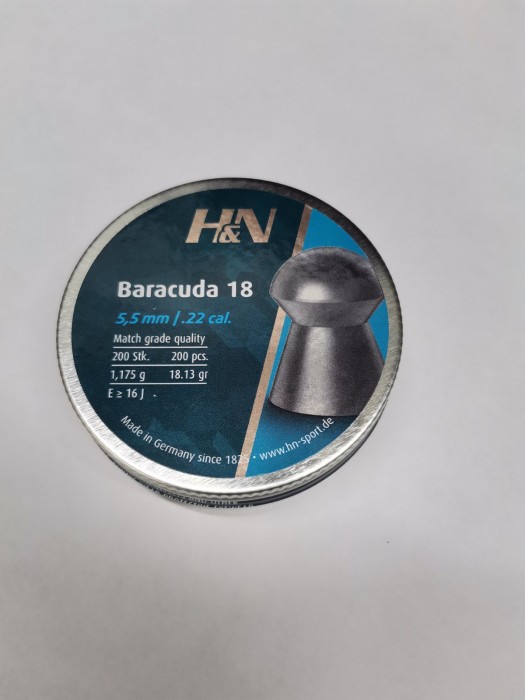 H&N
Baracuda 18
5,5 mm / .22 cal.
Match grade quality
200 Stk. 200 pcs.
1,175 g 18.13 gr
E ≥ 16 J
Made in Germany since 1825 • www.hn-sport.de